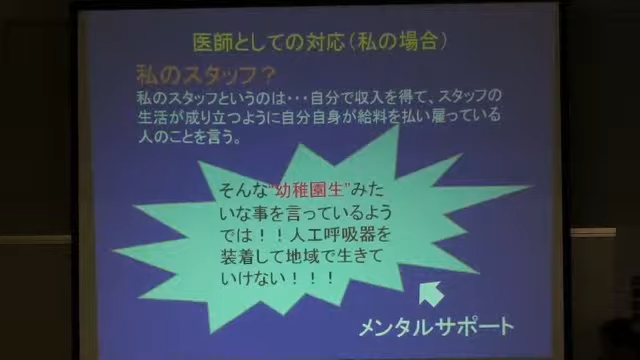 医師としての対応（私の場合）
私のスタッフ？
私のスタッフというのは・・・自分で収入を得て、スタッフの
生活が成り立つように自分自身が給料を払い雇っている
人のことを言う。
そんな“幼稚園生”みた
いな事を言っているよう
では！！人工呼吸器を
装着して地域で生きて
いけない！！！
メンタルサポート